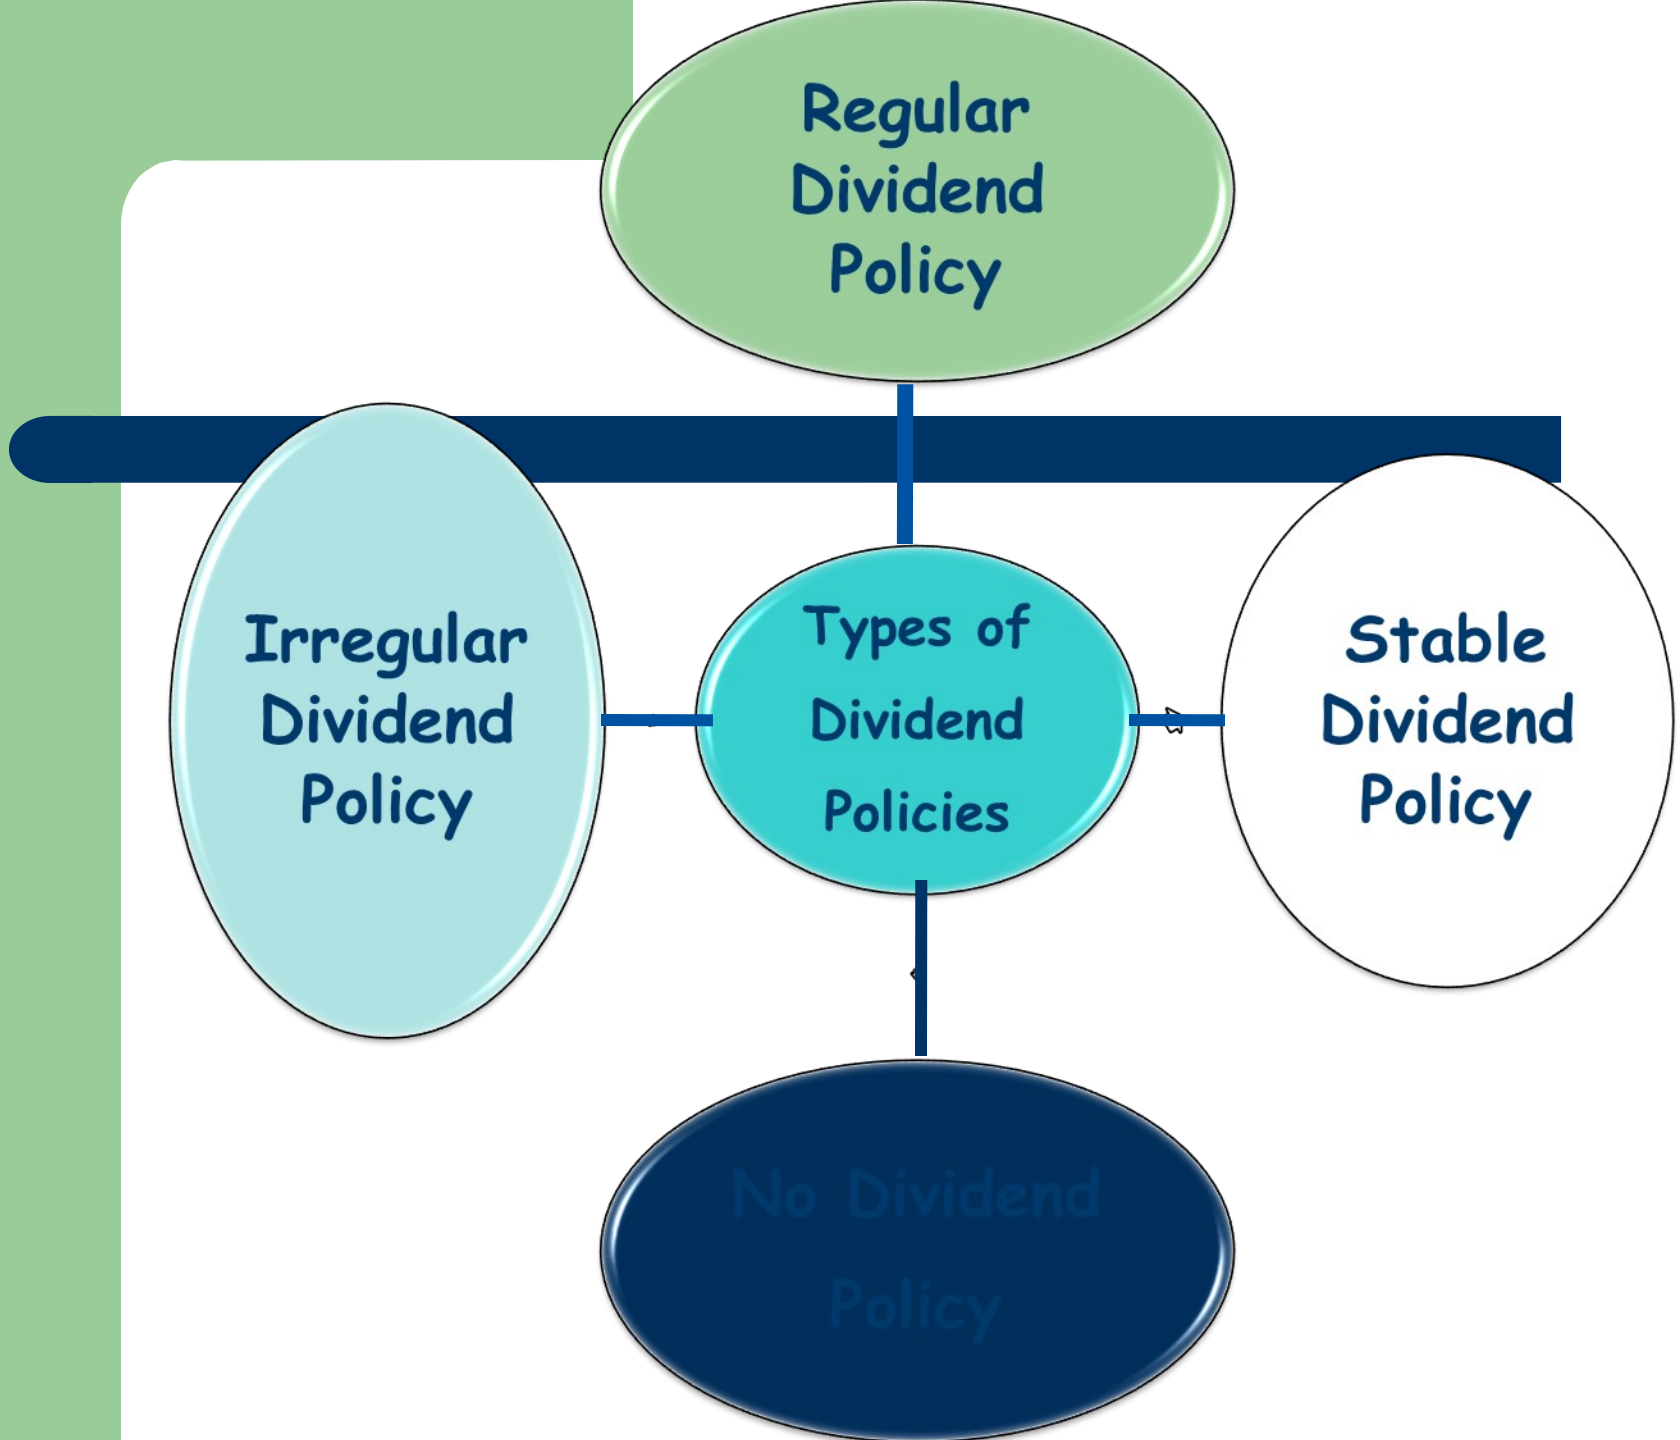 Regular
Dividend
Policy
Irregular
Dividend
Policy
Types of
Dividend
Policies
Stable
Dividend
Policy
No Dividend
Policy